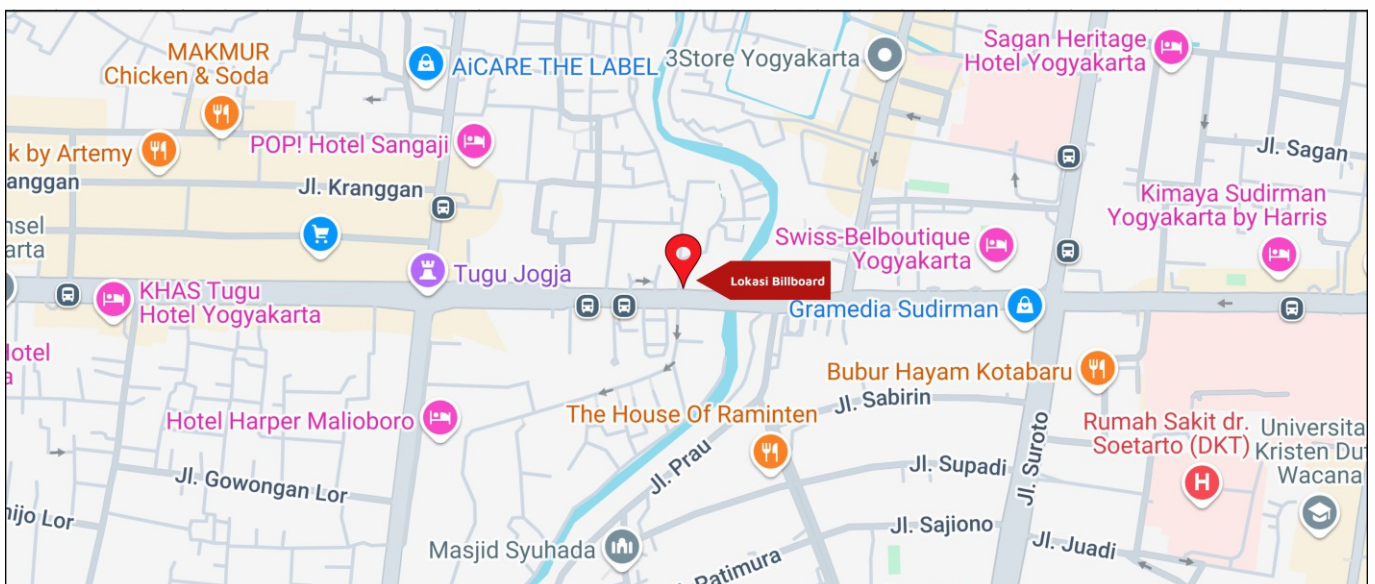 MAKMUR
Chicken & Soda
AiCARE THE LABEL
3Store Yogyakarta
Sagan Heritage
Hotel Yogyakarta
k by Artemy
POP! Hotel Sangaji
Jl. Sagan
anggan
Jl. Kranggan
Kimaya Sudirman
Yogyakarta by Harris
nsel
arta
Swiss-Belboutique
Yogyakarta
Tugu Jogja
Lokasi Billboard
KHAS Tugu
Hotel Yogyakarta
Gramedia Sudirman
lotel
a
Bubur Hayam Kotabaru
Jl. Sabirin
The House Of Raminten
Hotel Harper Malioboro
Rumah Sakit dr.
Soetarto (DKT)
H
Universita
Kristen Dut
Wacana
Jl. Prau
Jl. Supadi
Jl. Suroto
Jl. Gowongan Lor
nijo Lor
Jl. Sajiono
Jl. Juadi
Masjid Syuhada
l. Patimura